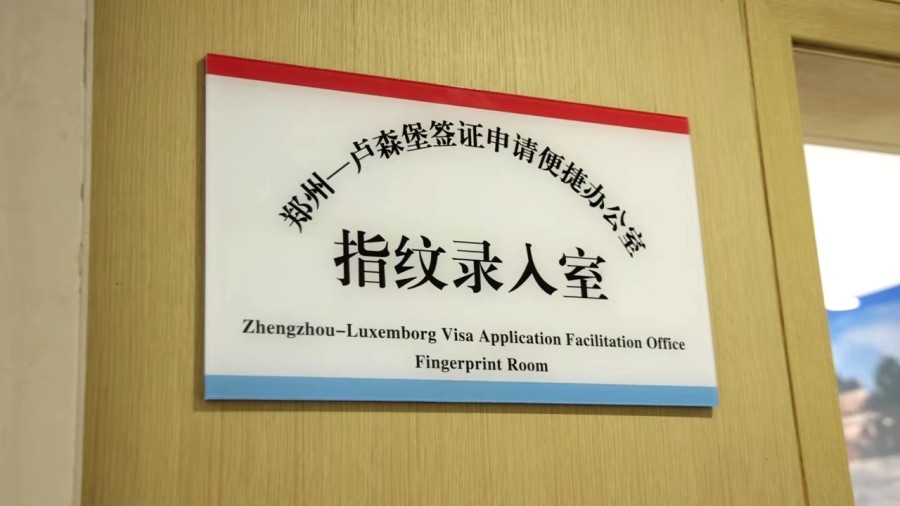 郑州—卢森堡签证申请便捷办公室
指纹录入室
Zhengzhou-Luxemborg Visa Application Facilitation Office
Fingerprint Room